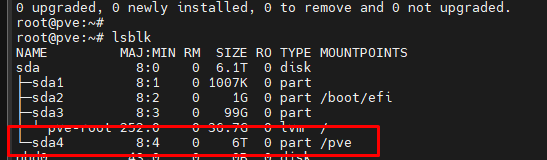 0 upgraded, 0 newly installed, 0 to remove and 0 not upgraded.
root@pve:~#
root@pve:~# lsblk
NAME MAJ:MIN RM SIZE RO TYPE MOUNTPOINTS
sda 8:0 0 6.1T 0 disk
├─sda1 8:1 0 1007K 0 part
├─sda2 8:2 0 1G 0 part /boot/efi
├─sda3 8:3 0 99G 0 part
pve-root 252:0 0 36.7G 0 lvm /
└─sda4 8:4 0 6T 0 part /pve
0 disk